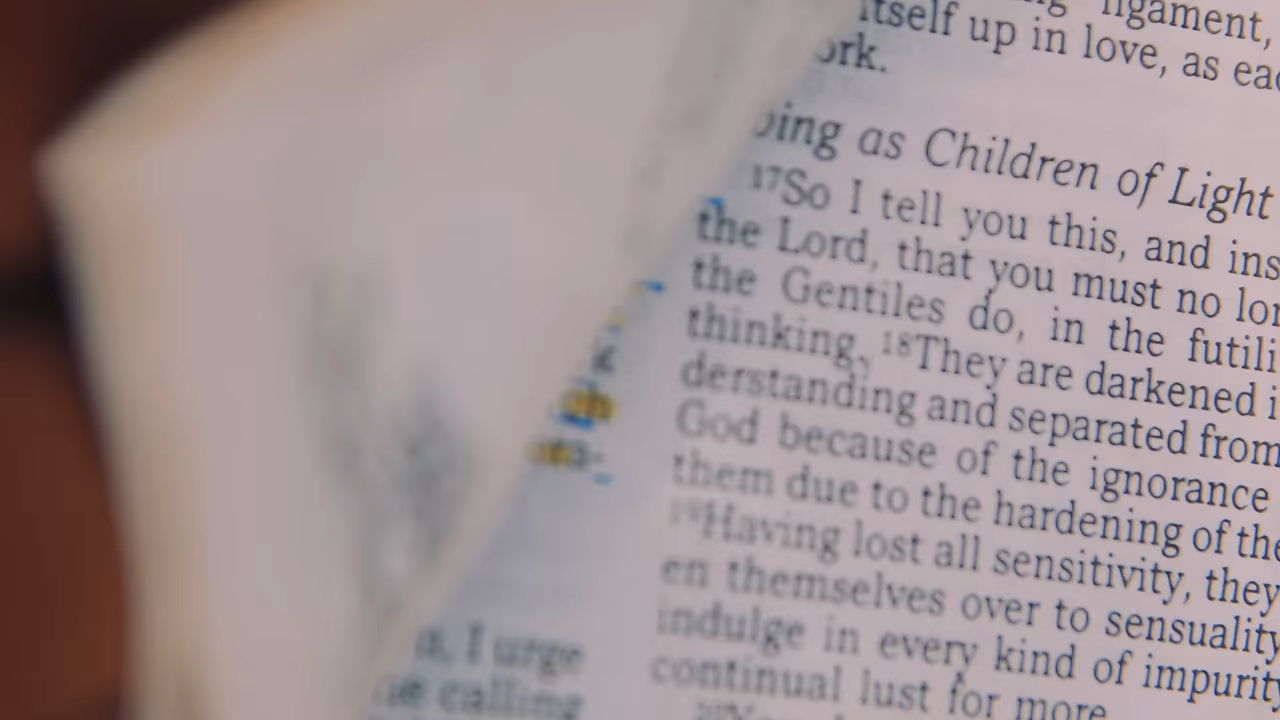 ligament,
itself up in love, as
ork.
ing as Children of Light
17So I tell you this, and ins
the Lord, that you must no lon
the Gentiles do, in the futili
thinking, 18They are darkened i
derstanding and separated from
God because of the ignorance
them due to the hardening of the
19Having lost all sensitivity, they
en themselves over to sensuality
indulge in every kind of impurity
continual lust for more.
I urge
calling